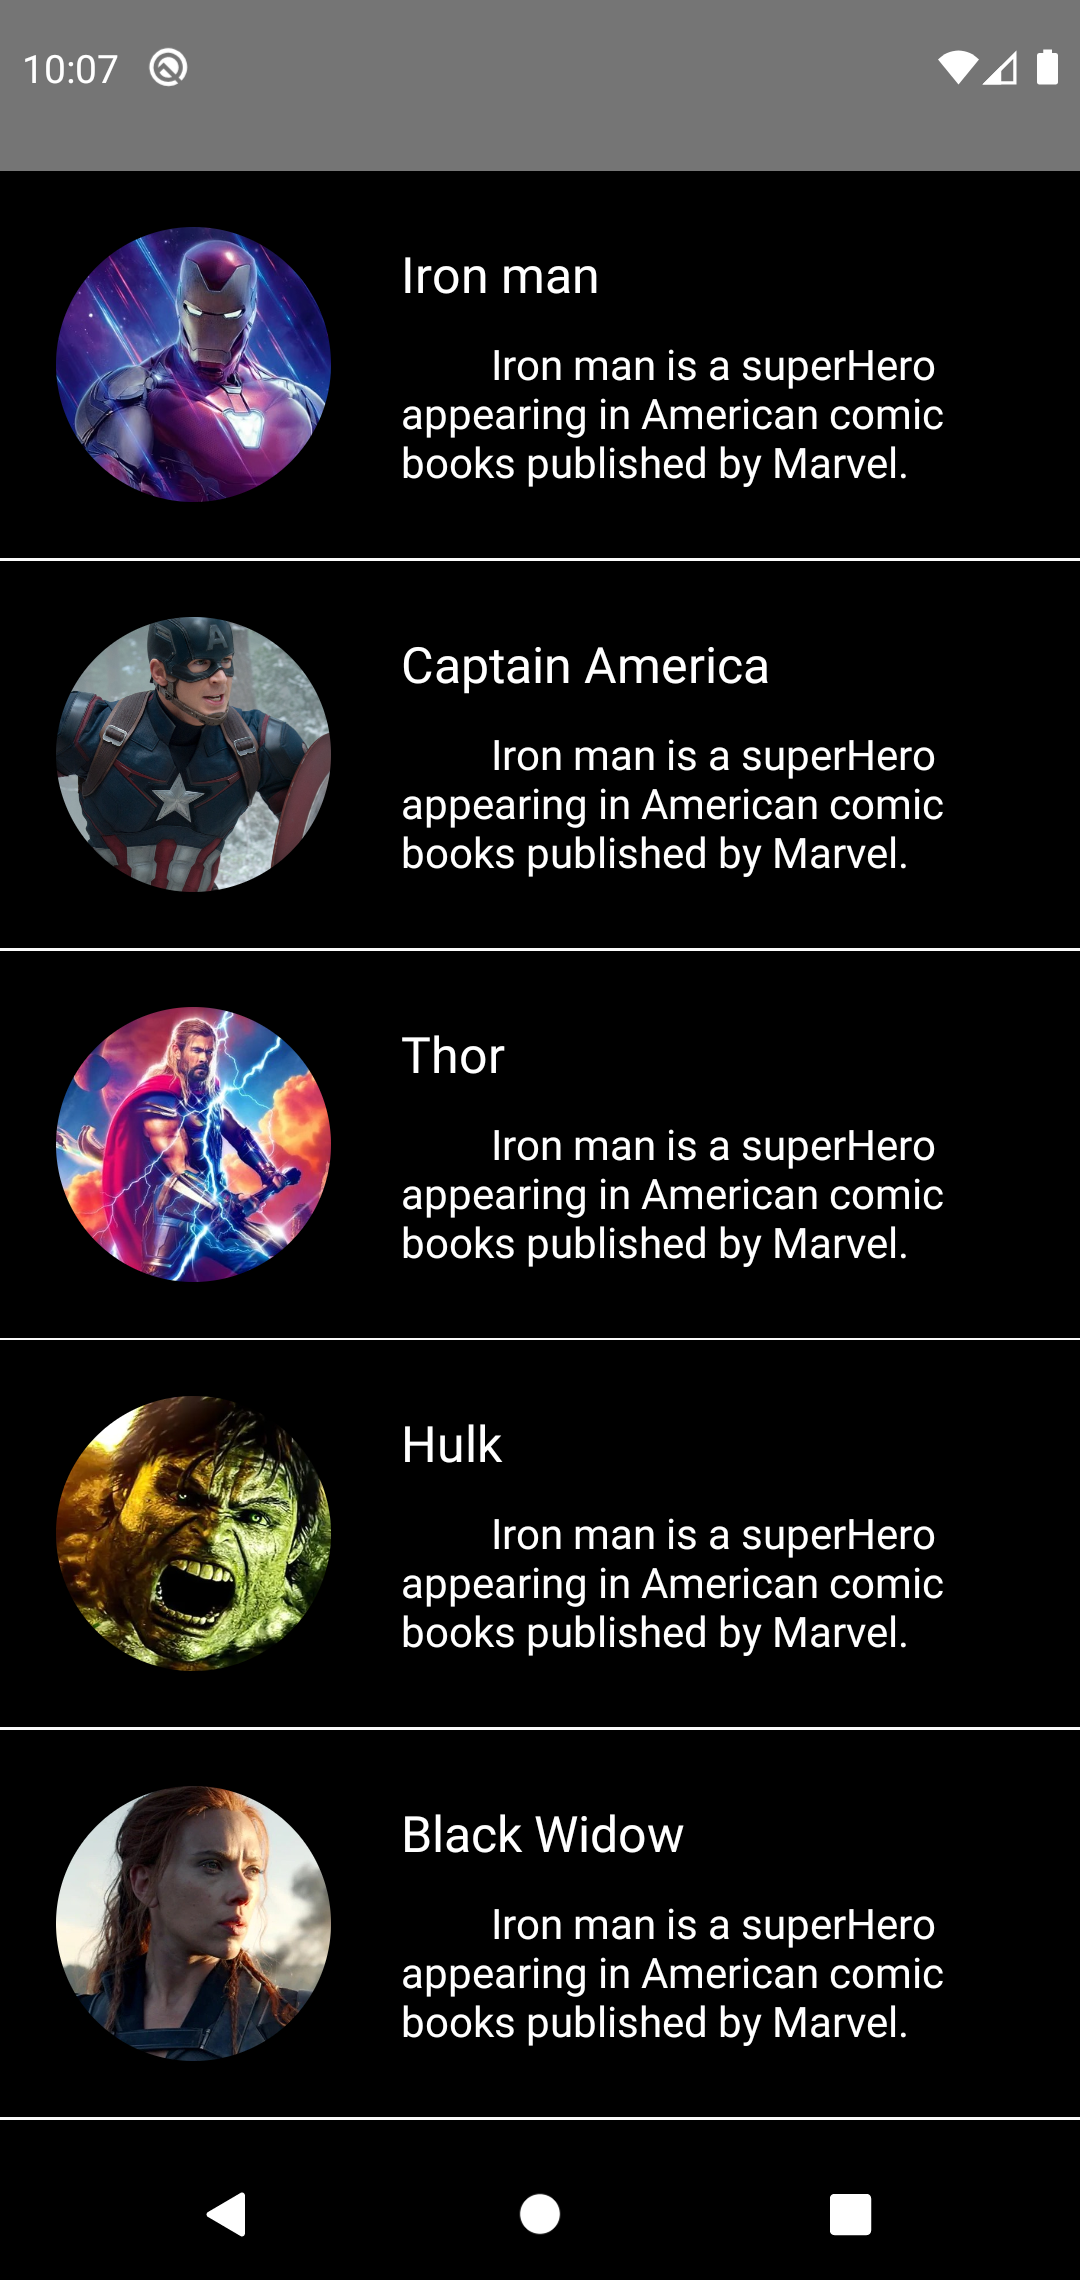 10:07
Iron man
Iron man is a superHero
appearing in American comic
books published by Marvel.
Captain America
Iron man is a superHero
appearing in American comic
books published by Marvel.
Thor
Iron man is a superHero
appearing in American comic
books published by Marvel.
Hulk
Iron man is a superHero
appearing in American comic
books published by Marvel.
Black Widow
Iron man is a superHero
appearing in American comic
books published by Marvel.